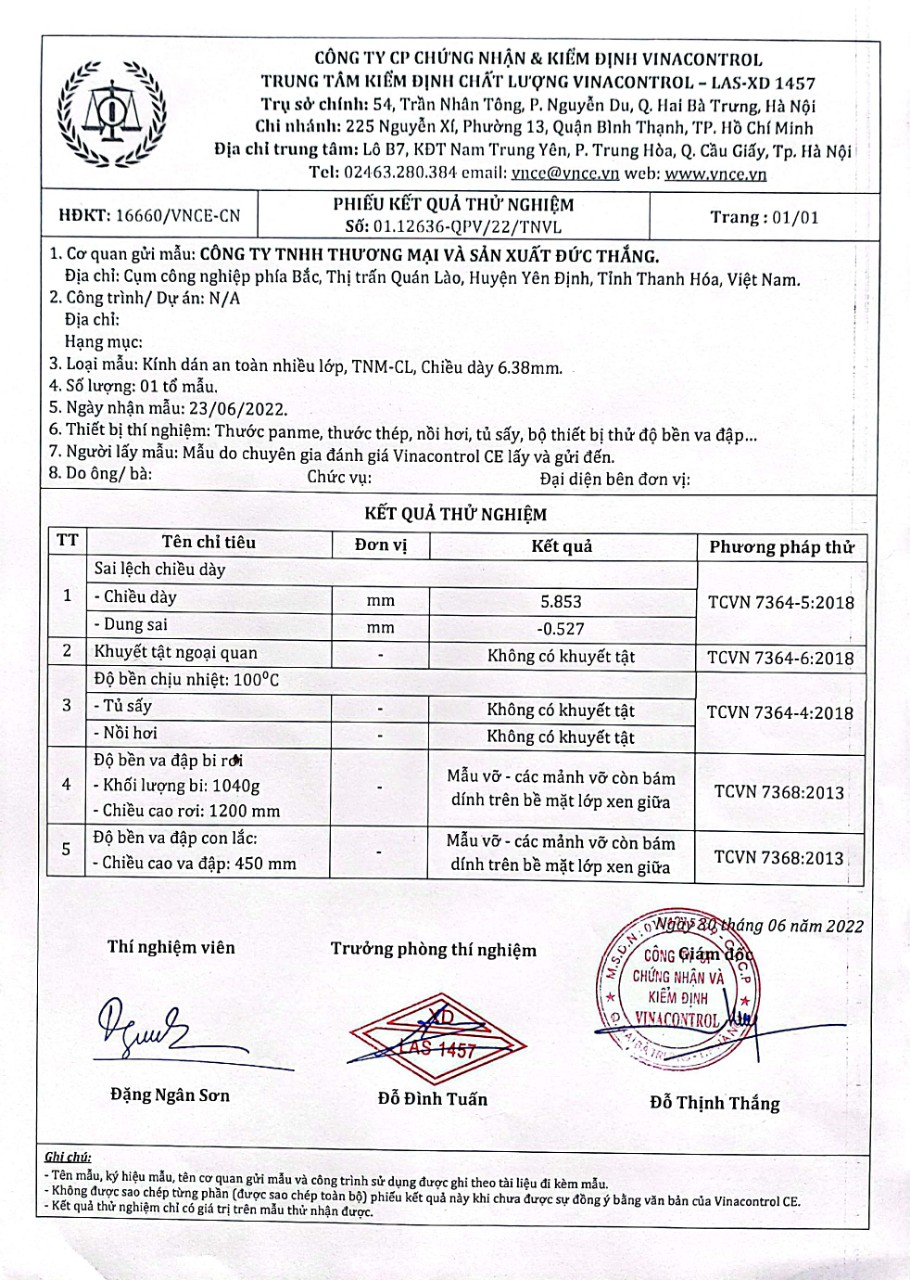 CÔNG TY CP CHỨNG NHẬN & KIỂM ĐỊNH VINACONTROL
TRUNG TÂM KIỂM ĐỊNH CHẤT LƯỢNG VINACONTROL – LAS-XD 1457
Trụ sở chính: 54, Trần Nhân Tông, P. Nguyễn Du, Q. Hai Bà Trưng, Hà Nội
Chi nhánh: 225 Nguyễn Xí, Phường 13, Quận Bình Thạnh, TP. Hồ Chí Minh
Địa chỉ trung tâm: Lô B7, KĐT Nam Trung Yên, P. Trung Hòa, Q. Cầu Giấy, Tp. Hà Nội
Tel: 02463.280.384 email: vnce@vnce.vn web: www.vnce.vn
HĐKT: 16660/VNCE-CN
PHIẾU KẾT QUẢ THỬ NGHIỆM
Số: 01.12636-QPV/22/TNVL
Trang : 01/01
1. Cơ quan gửi mẫu: CÔNG TY TNHH THƯƠNG MẠI VÀ SẢN XUẤT ĐỨC THẮNG.
Địa chỉ: Cụm công nghiệp phía Bắc, Thị trấn Quán Lào, Huyện Yên Định, Tỉnh Thanh Hóa, Việt Nam.
2. Công trình/ Dự án: N/A
Địa chỉ:
Hạng mục:
3. Loại mẫu: Kính dán an toàn nhiều lớp, TNM-CL, Chiều dày 6.38mm.
4. Số lượng: 01 tổ mẫu.
5. Ngày nhận mẫu: 23/06/2022.
6. Thiết bị thí nghiệm: Thước panme, thước thép, nồi hơi, tủ sấy, bộ thiết bị thử độ bền va đập...
7. Người lấy mẫu: Mẫu do chuyên gia đánh giá Vinacontrol CE lấy và gửi đến.
8. Do ông/ bà: Chức vụ: Đại diện bên đơn vị:
KẾT QUẢ THỬ NGHIỆM
TT Tên chỉ tiêu Đơn vị Kết quả Phương pháp thử
Sai lệch chiều dày
1 - Chiều dày mm 5.853 TCVN 7364-5:2018
- Dung sai mm -0.527
2 Khuyết tật ngoại quan - Không có khuyết tật TCVN 7364-6:2018
Độ bền chịu nhiệt: 100⁰C
3 - Tủ sấy - Không có khuyết tật TCVN 7364-4:2018
- Nồi hơi - Không có khuyết tật
Độ bền va đập bi rơi
4 - Khối lượng bi: 1040g - Mẫu vỡ - các mảnh vỡ còn bám dính trên bề mặt lớp xen giữa TCVN 7368:2013
- Chiều cao rơi: 1200 mm
5 Độ bền va đập con lắc: - Mẫu vỡ - các mảnh vỡ còn bám dính trên bề mặt lớp xen giữa TCVN 7368:2013
- Chiều cao va đập: 450 mm
Ngày 30 tháng 06 năm 2022
Thí nghiệm viên Trưởng phòng thí nghiệm Giám đốc
CÔNG TY CP
CHỨNG NHẬN VÀ
KIỂM ĐỊNH
VINACONTROL
XD
LAS 1457
Đặng Ngân Sơn Đỗ Đình Tuấn Đỗ Thịnh Thắng
Ghi chú:
- Tên mẫu, ký hiệu mẫu, tên cơ quan gửi mẫu và công trình sử dụng được ghi theo tài liệu đi kèm mẫu.
- Không được sao chép từng phần (được sao chép toàn bộ) phiếu kết quả này khi chưa được sự đồng ý bằng văn bản của Vinacontrol CE.
- Kết quả thử nghiệm chỉ có giá trị trên mẫu thử nhận được.